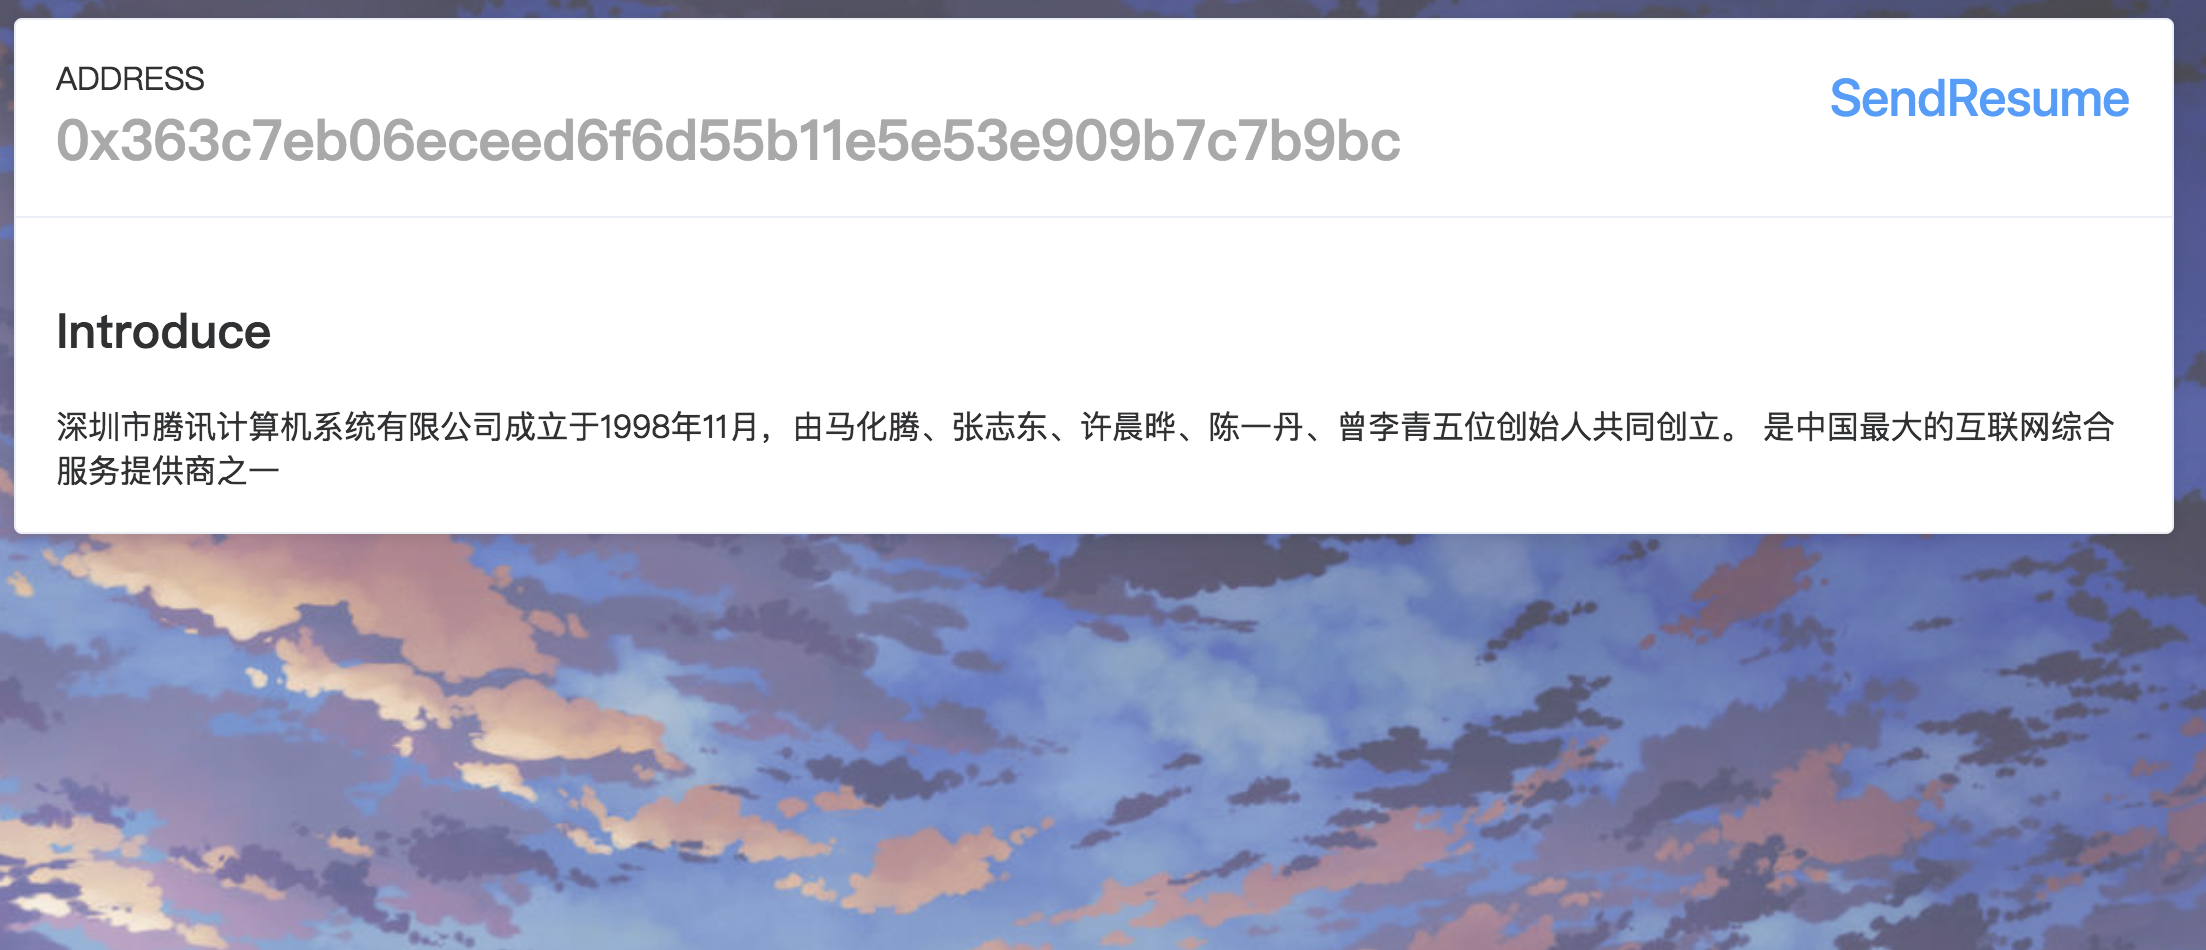 ADDRESS
SendResume
0x363c7eb06eceed6f6d55b11e5e53e909b7c7b9bc
Introduce
深圳市腾讯计算机系统有限公司成立于1998年11月，由马化腾、张志东、许晨晔、陈一丹、曾李青五位创始人共同创立。 是中国最大的互联网综合
服务提供商之一